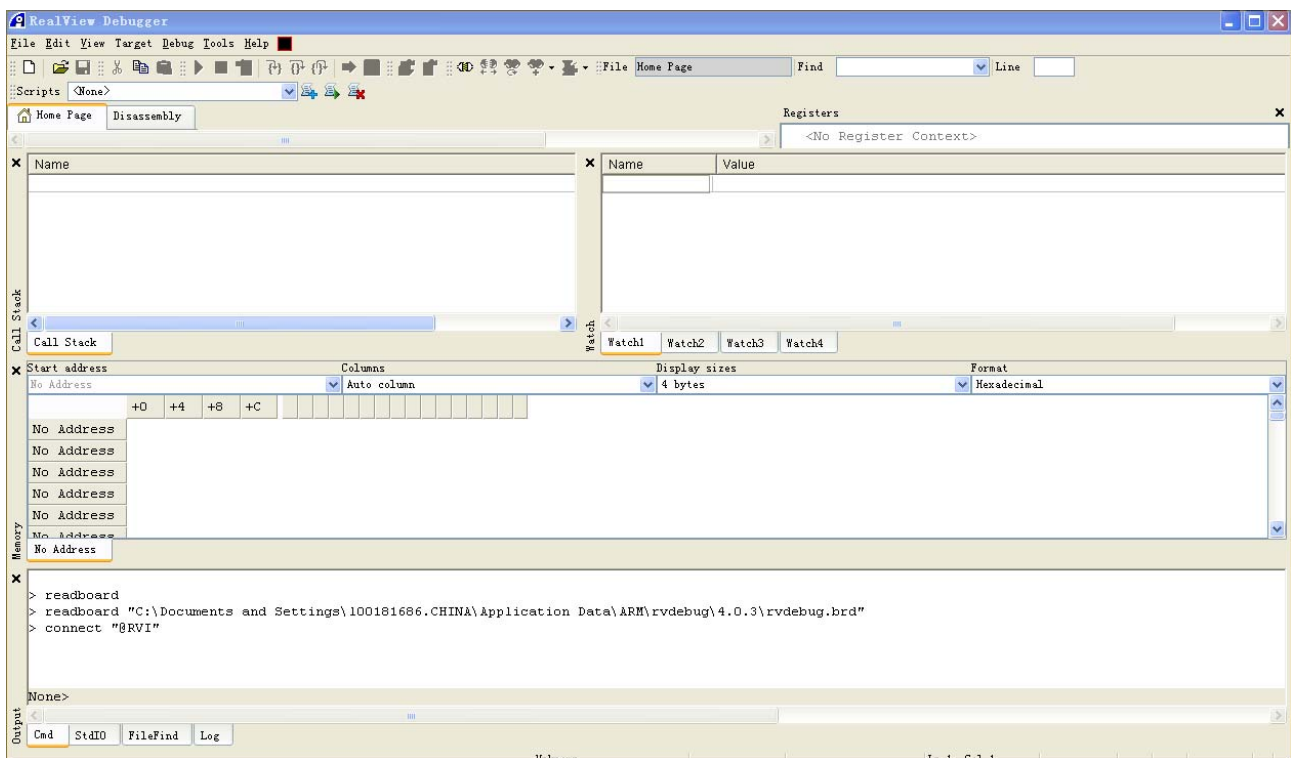 RealView Debugger
File Edit View Target Debug Tools Help
File Home Page Find Line
Scripts <None>
Home Page Disassembly
Registers
<No Register Context>
Name
Call Stack
Call Stack
Name Value
Watch
Watch1 Watch2 Watch3 Watch4
Start address Columns Display sizes Format
No Address Auto column 4 bytes Hexadecimal
+0 +4 +8 +C
No Address
No Address
No Address
No Address
No Address
No Address
Memory
No Address
> readboard
> readboard "C:\Documents and Settings\100181686.CHINA\Application Data\ARM\rvdebug\4.0.3\rvdebug.brd"
> connect "@RVI"
None>
Output
Cmd StdIO FileFind Log